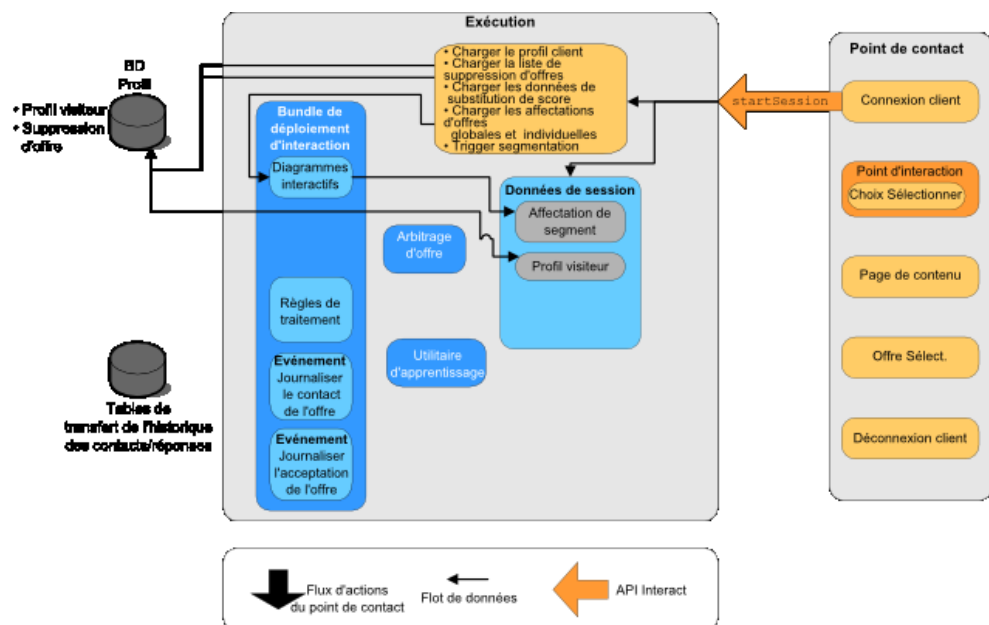 Exécution
BD
Profil
• Profil visiteur
• Suppression
d'offre
• Charger le profil client
• Charger la liste de
suppression d'offres
• Charger les données de
substitution de score
• Charger les affectations
d'offres
globales et individuelles
• Trigger segmentation
startSession
Point de contact
Connexion client
Point d'interaction
Choix Sélectionner
Page de contenu
Offre Sélect.
Déconnexion client
Bundle de
déploiement
d'interaction
Diagrammes
interactifs
Règles de
traitement
Evénement
Journaliser
le contact
de l'offre
Evénement
Journaliser
l'acceptation
de l'offre
Arbitrage
d'offre
Utilitaire
d'apprentissage
Données de session
Affectation de
segment
Profil visiteur
Tables de
transfert de l'historique
des contacts/réponses
Flux d'actions
du point de contact
Flot de données
API Interact